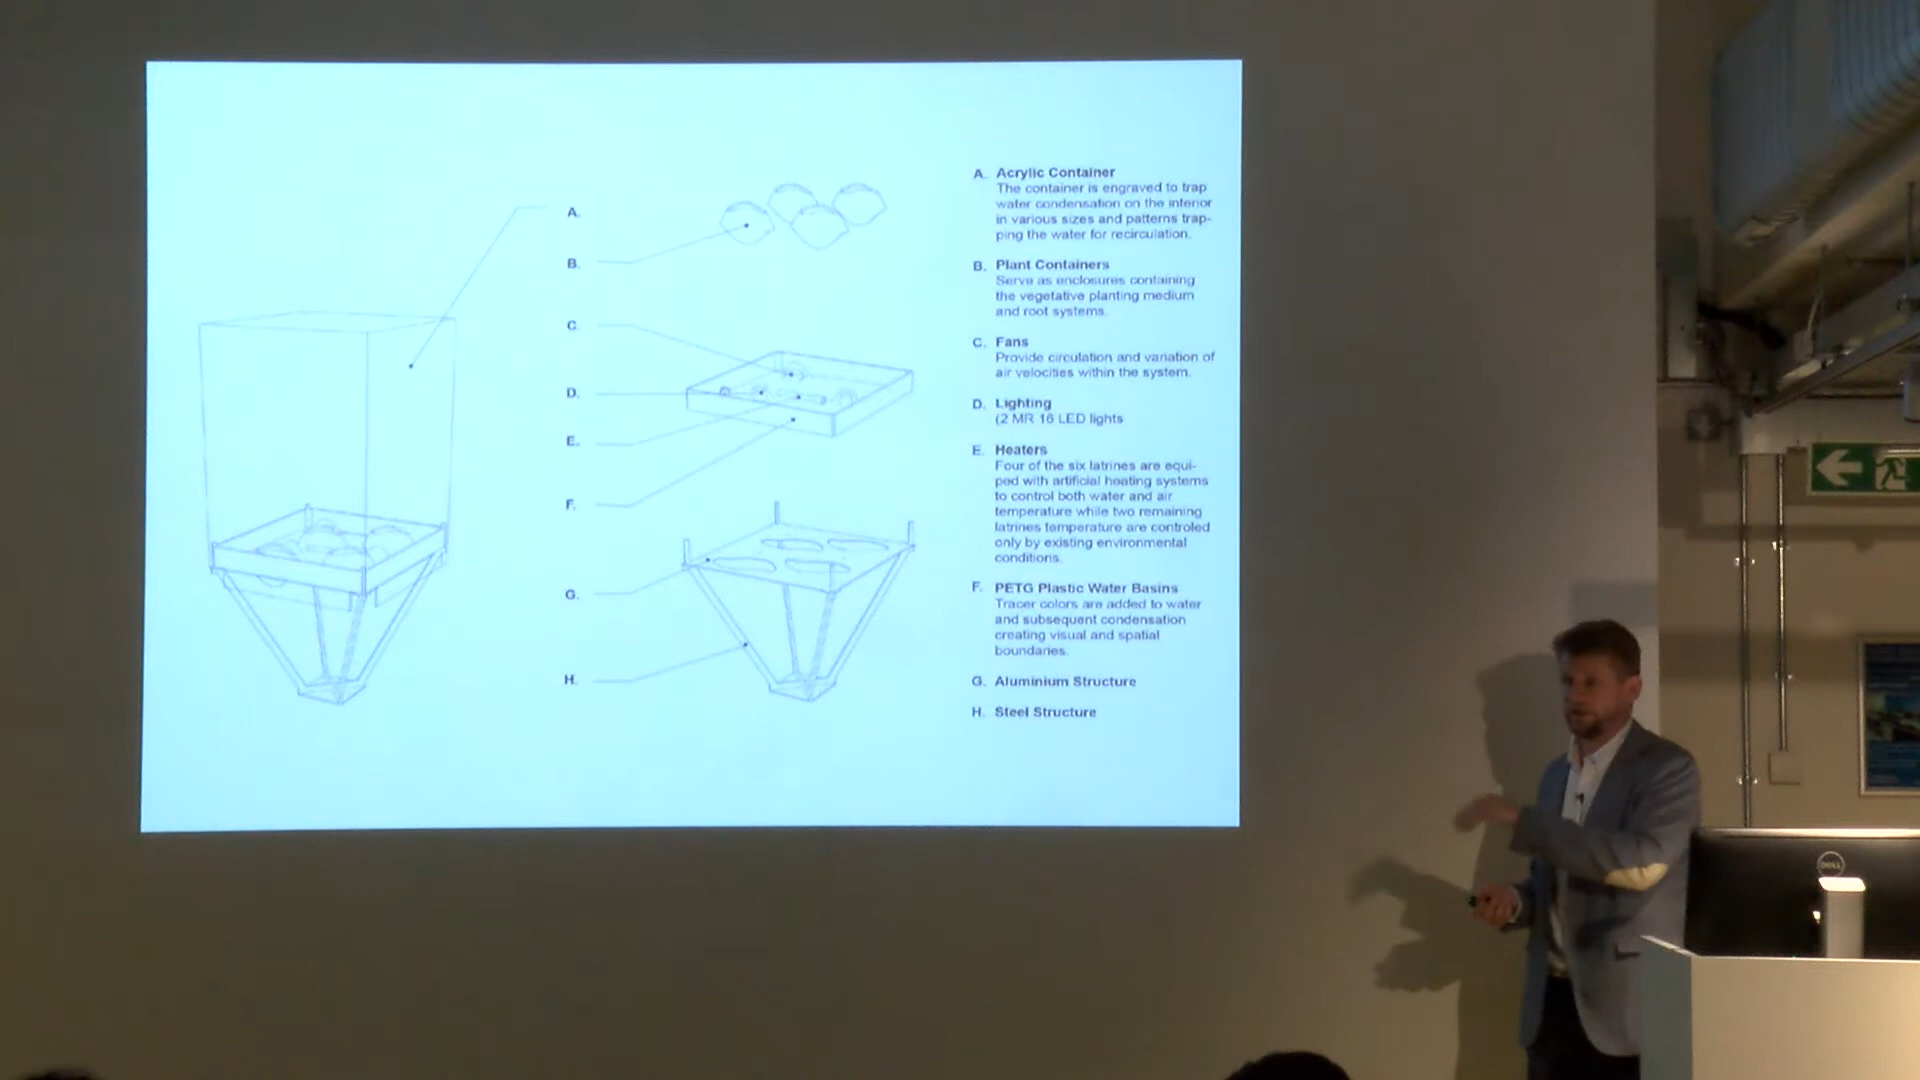 A.
B.
C.
D.
E.
F.
G.
H.
A. Acrylic Container
The container is engraved to trap
water condensation on the interior
in various sizes and patterns trap-
ping the water for recirculation.
B. Plant Containers
Serve as enclosures containing
the vegetative planting medium
and root systems.
C. Fans
Provide circulation and variation of
air velocities within the system.
D. Lighting
(2 MR 16 LED lights
E. Heaters
Four of the six latrines are equi-
ped with artificial heating systems
to control both water and air
temperature while two remaining
latrines temperature are controled
only by existing environmental
conditions.
F. PETG Plastic Water Basins
Tracer colors are added to water
and subsequent condensation
creating visual and spatial
boundaries.
G. Aluminium Structure
H. Steel Structure
DELL